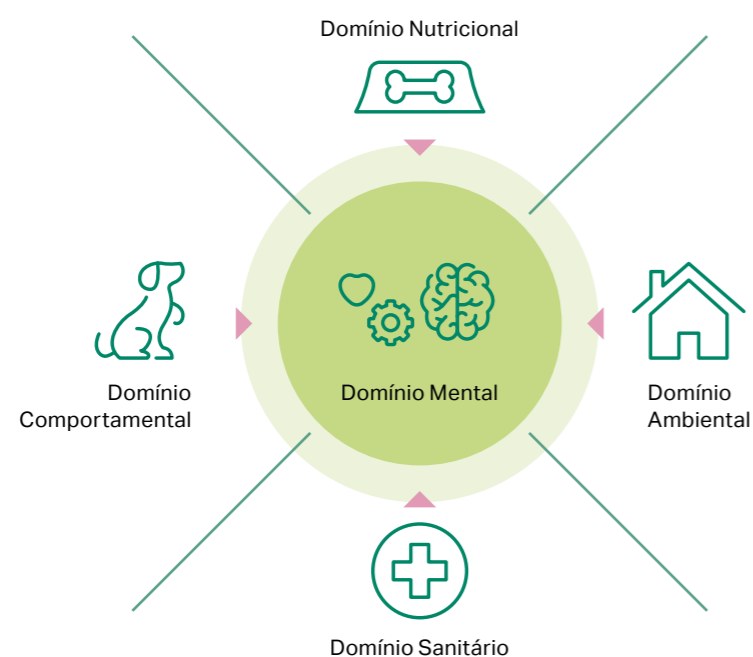 Domínio Nutricional
Domínio
Comportamental
Domínio Mental
Domínio
Ambiental
Domínio Sanitário